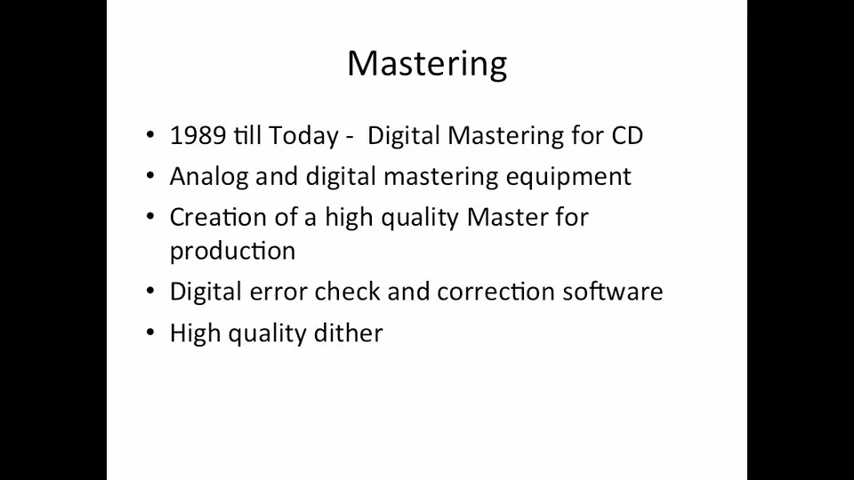 Mastering
• 1989 till Today -  Digital Mastering for CD
• Analog and digital mastering equipment
• Creation of a high quality Master for
production
• Digital error check and correction software
• High quality dither